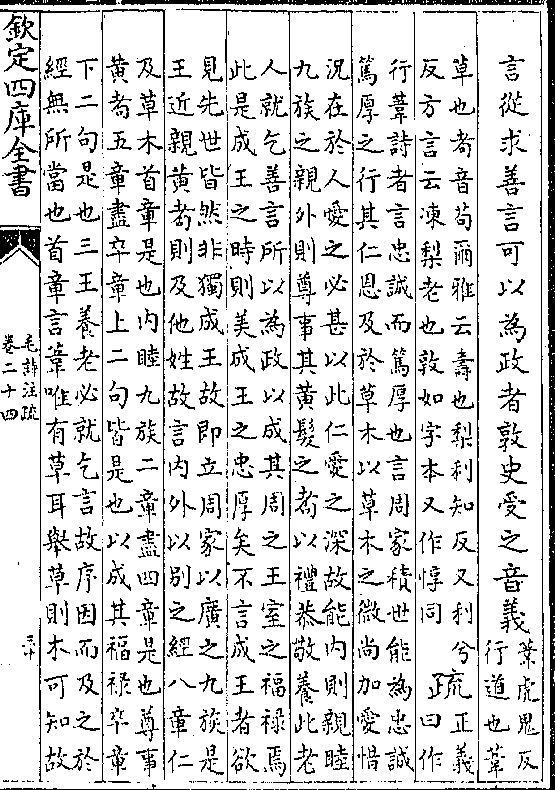 言從求善言可以為政者敦史受之音義
葦虎鬼反
行道也葦
草也耇音苟爾雅云壽也梨利知反又利兮
反方言云凍梨老也敦如字本又作惇同
疏
正義
曰作
行葦詩者言忠誠而篤厚也言周家積世能為忠誠
篤厚之行其仁恩及於草木以草木之微尚加愛惜
況在於人愛之必甚以此仁愛之深故能內則親睦
九族之親外則尊事其黃髮之耇以禮恭敬養此老
人就乞善言所以為政以成其周之王室之福祿焉
此是成王之時則美成王之忠厚矣不言成王者欲
見先世皆然非獨成王故即立周家以廣之九族是
王近親黃耇則及他姓故言內外以別之經八章仁
及草木首章是也內睦九族二章盡四章是也尊事
黃耇五章盡卒章上二句皆是也以成其福祿卒章
下二句是也三王養老必就乞言故序因而及之於
經無所當也首章言葦唯有草耳舉草則木可知故
欽定四庫全書
毛詩注疏
卷二十四
三十